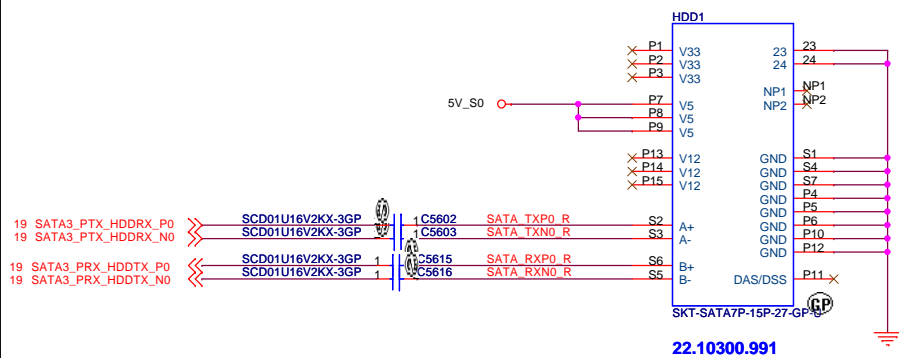 HDD1
P1 V33 23 23
P2 V33 24 24
P3 V33
NP1 NP1
5V_S0 P7 V5 NP2 NP2
P8 V5
P9 V5
P13 V12 GND S1
P14 V12 GND S4
P15 V12 GND S7
GND P4
GND P5
19 SATA3_PTX_HDDRX_P0 SCD01U16V2KX-3GP 1 C5602 SATA_TXP0_R S2 A+ GND P6
19 SATA3_PTX_HDDRX_N0 SCD01U16V2KX-3GP 1 C5603 SATA_TXN0_R S3 A- GND P10
GND P12
19 SATA3_PRX_HDDTX_P0 SCD01U16V2KX-3GP 1 C5615 SATA_RXP0_R S6 B+
19 SATA3_PRX_HDDTX_N0 SCD01U16V2KX-3GP 1 C5616 SATA_RXN0_R S5 B- DAS/DSS P11
GP
SKT-SATA7P-15P-27-GP-U
22.10300.991